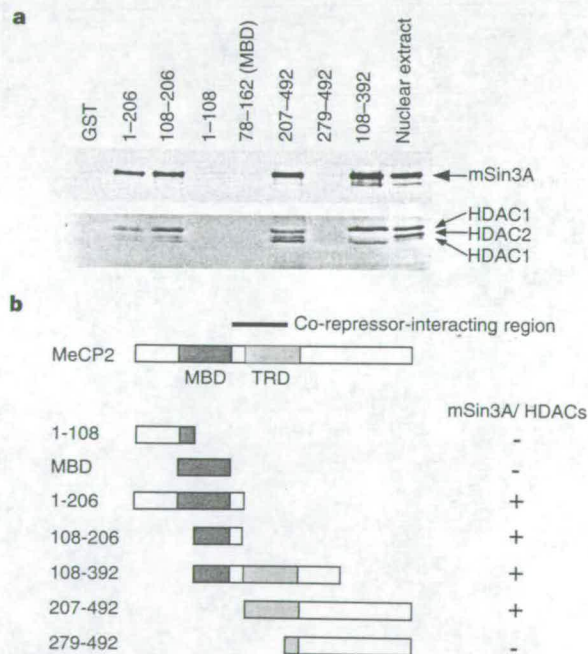 a
GST
1–206
108–206
1–108
78–162 (MBD)
207–492
279–492
108–392
Nuclear extract
mSin3A
HDAC1
HDAC2
HDAC1
b
Co-repressor-interacting region
MeCP2
MBD
TRD
mSin3A/ HDACs
1-108
-
MBD
-
1-206
+
108-206
+
108-392
+
207-492
+
279-492
-